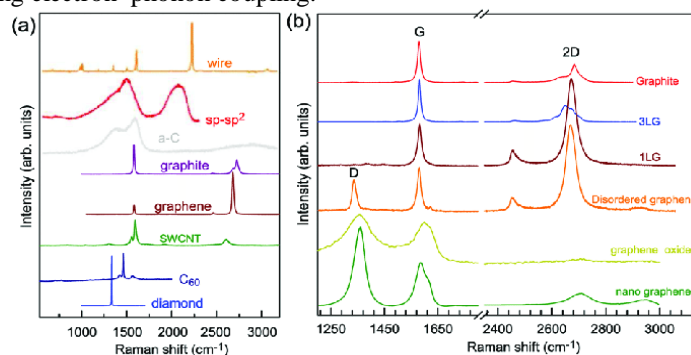 ng electron–phonon coupling.
(a)
wire
sp-sp2
a-C
graphite
graphene
SWCNT
C60
diamond
Intensity (arb. units)
1000 1500 2000 2500 3000
Raman shift (cm-1)
(b)
G
2D
Graphite
3LG
1LG
D
Disordered graphen
graphene oxide
nano graphene
Intensity (arb. units)
1250 1450 1650 2400 2600 2800 3000
Raman shift (cm-1)